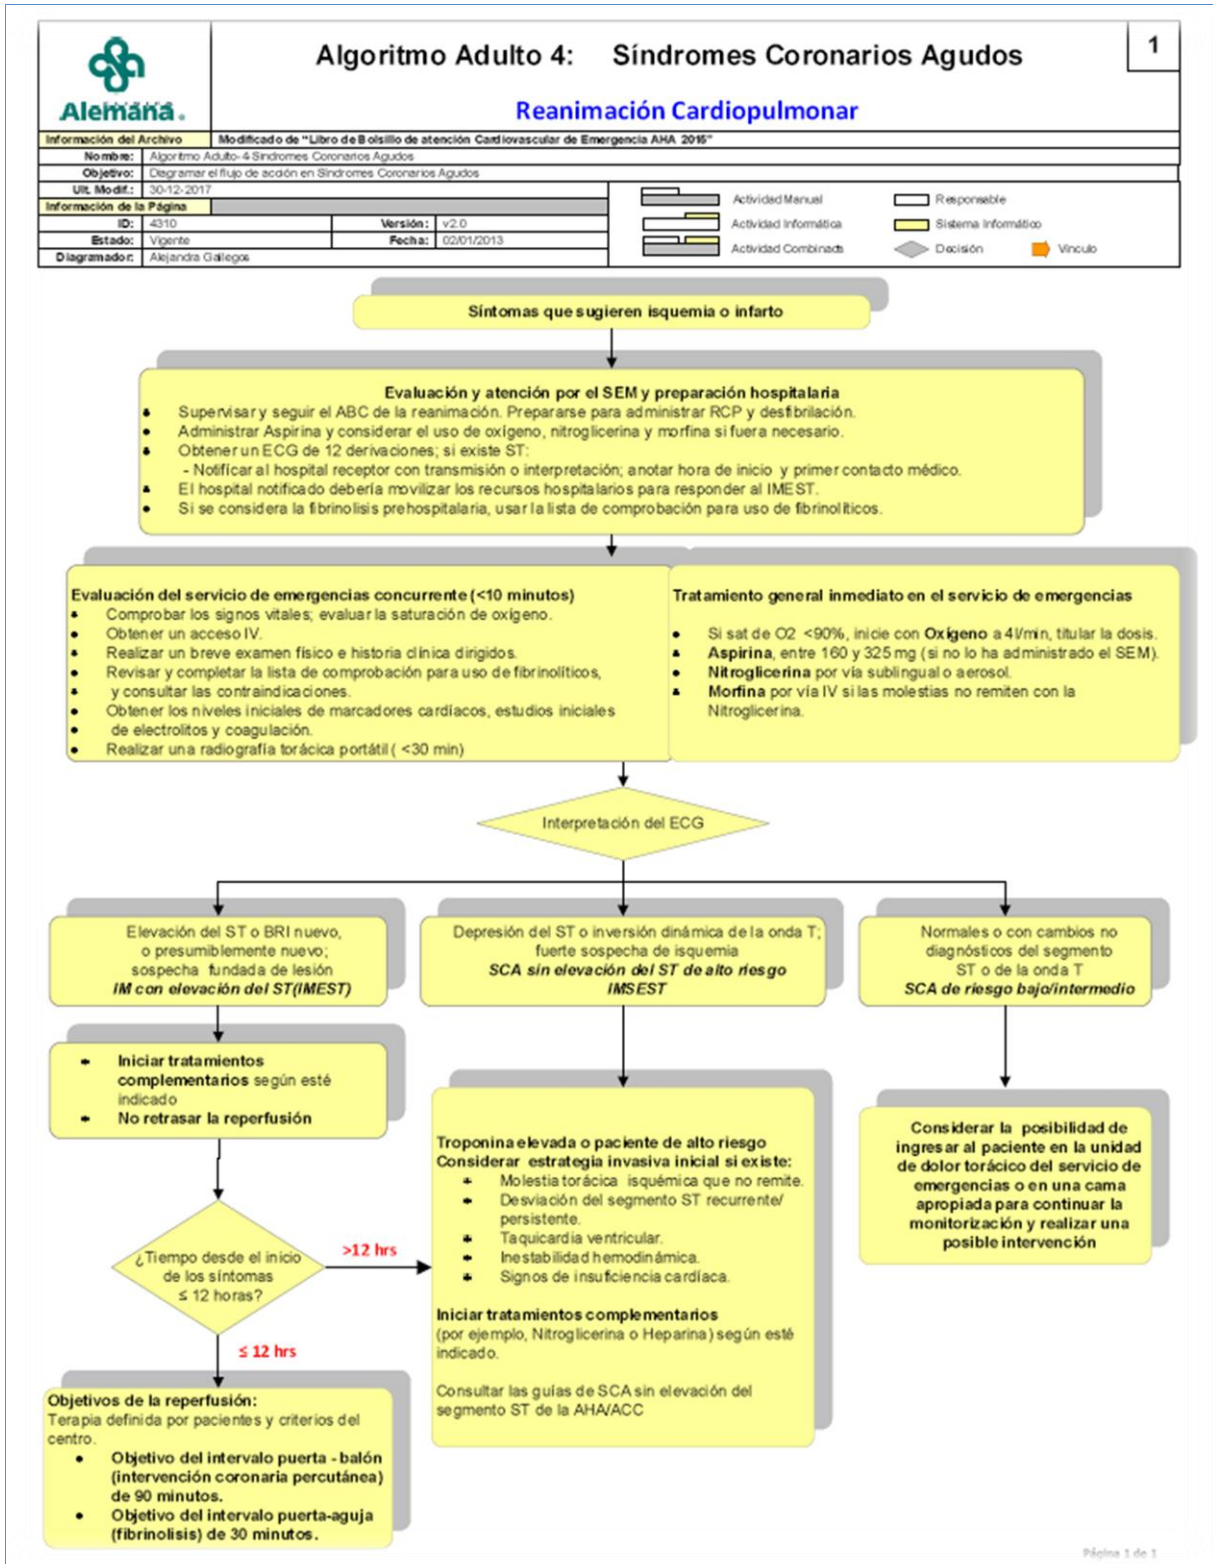 Algoritmo Adulto 4: Síndromes Coronarios Agudos
1
Alemana.
Reanimación Cardiopulmonar
Información del Archivo
Modificado de "Libro de Bolsillo de atención Cardiovascular de Emergencia AHA 2015"
Nombre: Algoritmo Adulto- 4 Sindromes Coronarios Agudos
Objetivo: Diagramar el flujo de acción en Síndromes Coronarios Agudos
Ult. Modif.: 30-12-2017
Información de la Página
ID: 4310
Versión: v2.0
Estado: Vigente
Fecha: 02/01/2013
Diagramador: Alejandra Gallegos
Actividad Manual
Responsable
Actividad Informática
Sistema Informático
Actividad Combinada
Decisión
Vinculo
Síntomas que sugieren isquemia o infarto
Evaluación y atención por el SEM y preparación hospitalaria
Supervisar y seguir el ABC de la reanimación. Prepararse para administrar RCP y desfibrilación.
Administrar Aspirina y considerar el uso de oxígeno, nitroglicerina y morfina si fuera necesario.
Obtener un ECG de 12 derivaciones; si existe ST:
- Notificar al hospital receptor con transmisión o interpretación; anotar hora de inicio y primer contacto médico.
El hospital notificado debería movilizar los recursos hospitalarios para responder al IMEST.
Si se considera la fibrinolisis prehospitalaria, usar la lista de comprobación para uso de fibrinolíticos.
Evaluación del servicio de emergencias concurrente (<10 minutos)
Comprobar los signos vitales; evaluar la saturación de oxígeno.
Obtener un acceso IV.
Realizar un breve examen físico e historia clínica dirigidos.
Revisar y completar la lista de comprobación para uso de fibrinolíticos,
y consultar las contraindicaciones.
Obtener los niveles iniciales de marcadores cardíacos, estudios iniciales
de electrolitos y coagulación.
Realizar una radiografía torácica portátil ( <30 min)
Tratamiento general inmediato en el servicio de emergencias
Si sat de O2 <90%, inicie con Oxígeno a 4l/min, titular la dosis.
Aspirina, entre 160 y 325 mg (si no lo ha administrado el SEM).
Nitroglicerina por vía sublingual o aerosol.
Morfina por vía IV si las molestias no remiten con la
Nitroglicerina.
Interpretación del ECG
Elevación del ST o BRI nuevo,
o presumiblemente nuevo;
sospecha fundada de lesión
IM con elevación del ST(IMEST)
Depresión del ST o inversión dinámica de la onda T;
fuerte sospecha de isquemia
SCA sin elevación del ST de alto riesgo
IMSEST
Normales o con cambios no
diagnósticos del segmento
ST o de la onda T
SCA de riesgo bajo/intermedio
Iniciar tratamientos
complementarios según esté
indicado
No retrasar la reperfusión
¿Tiempo desde el inicio
de los síntomas
≤ 12 horas?
>12 hrs
≤ 12 hrs
Objetivos de la reperfusión:
Terapia definida por pacientes y criterios del
centro.
Objetivo del intervalo puerta - balón
(intervención coronaria percutánea)
de 90 minutos.
Objetivo del intervalo puerta-aguja
(fibrinolisis) de 30 minutos.
Troponina elevada o paciente de alto riesgo
Considerar estrategia invasiva inicial si existe:
Molestia torácica isquémica que no remite.
Desviación del segmento ST recurrente/
persistente.
Taquicardia ventricular.
Inestabilidad hemodinámica.
Signos de insuficiencia cardíaca.
Iniciar tratamientos complementarios
(por ejemplo, Nitroglicerina o Heparina) según esté
indicado.
Consultar las guías de SCA sin elevación del
segmento ST de la AHA/ACC
Considerar la posibilidad de
ingresar al paciente en la unidad
de dolor torácico del servicio de
emergencias o en una cama
apropiada para continuar la
monitorización y realizar una
posible intervención
Página 1 de 1